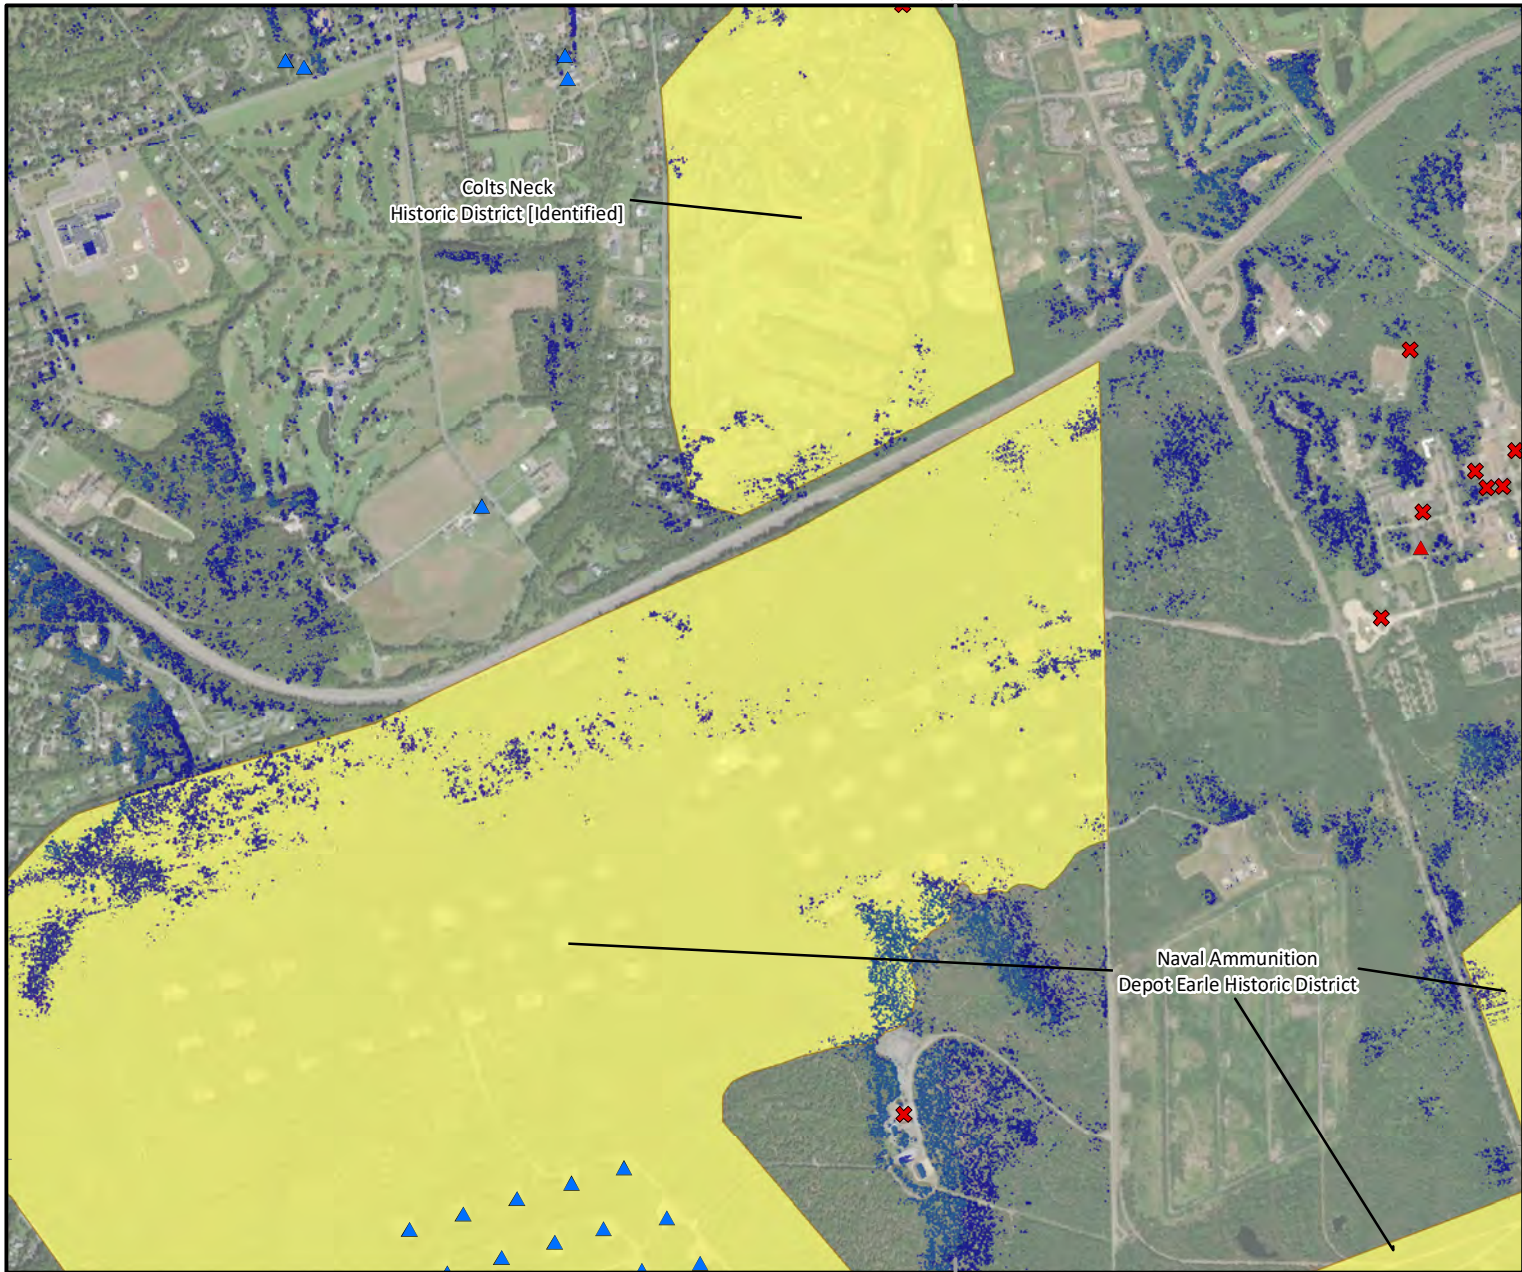 Colts Neck
Historic District [Identified]
Naval Ammunition
Depot Earle Historic District